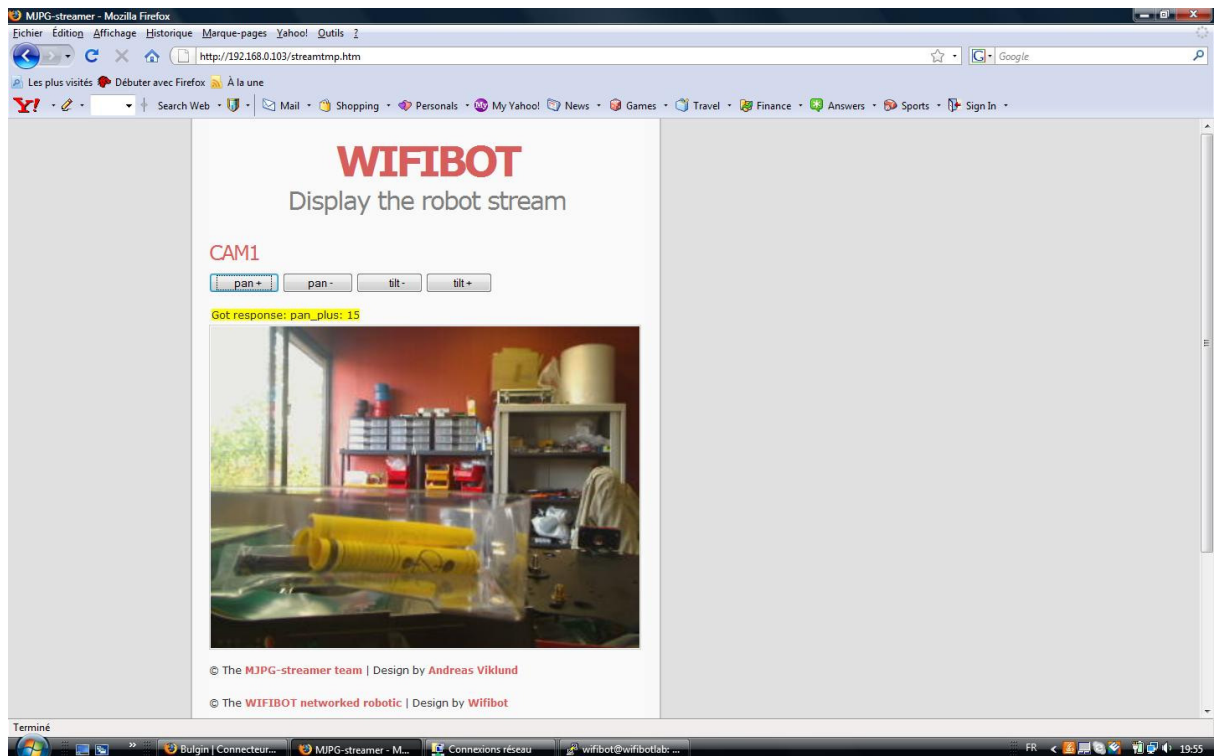 MJPG-streamer - Mozilla Firefox
Fichier Édition Affichage Historique Marque-pages Yahoo! Outils ?
http://192.168.0.103/streamtmp.htm
G Google
Les plus visités Débuter avec Firefox À la une
Y! Search Web Mail Shopping Personals My Yahoo! News Games Travel Finance Answers Sports Sign In
WIFIBOT
Display the robot stream
CAM1
pan + pan - tilt - tilt +
Got response: pan_plus: 15
© The MJPG-streamer team | Design by Andreas Viklund
© The WIFIBOT networked robotic | Design by Wifibot
Terminé
» Bulgin | Connecteur... MJPG-streamer - M... Connexions réseau wifibot@wifibotlab: ... FR 19:55